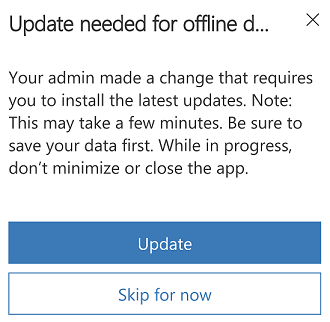 Update needed for offline d...
Your admin made a change that requires
you to install the latest updates. Note:
This may take a few minutes. Be sure to
save your data first. While in progress,
don’t minimize or close the app.
Update
Skip for now